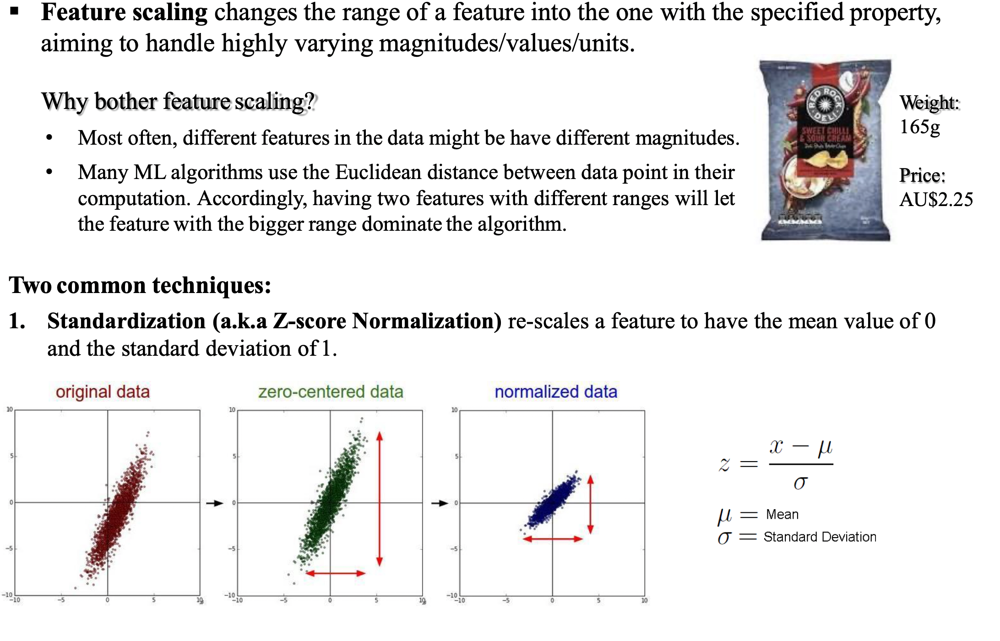 ▪ Feature scaling changes the range of a feature into the one with the specified property,
aiming to handle highly varying magnitudes/values/units.
Why bother feature scaling?
• Most often, different features in the data might be have different magnitudes.
• Many ML algorithms use the Euclidean distance between data point in their
computation. Accordingly, having two features with different ranges will let
the feature with the bigger range dominate the algorithm.
RED ROCK
DELI
SWEET CHILLI
& SOUR CREAM
Weight:
165g
Price:
AU$2.25
Two common techniques:
1. Standardization (a.k.a Z-score Normalization) re-scales a feature to have the mean value of 0
and the standard deviation of 1.
original data
10
5
0
−5
−10
−10 −5 0 5 10
zero-centered data
10
5
0
−5
−10
−10 −5 0 5 10
normalized data
10
5
0
−5
−10
−10 −5 0 5 10
z = (x − μ) / σ
μ = Mean
σ = Standard Deviation